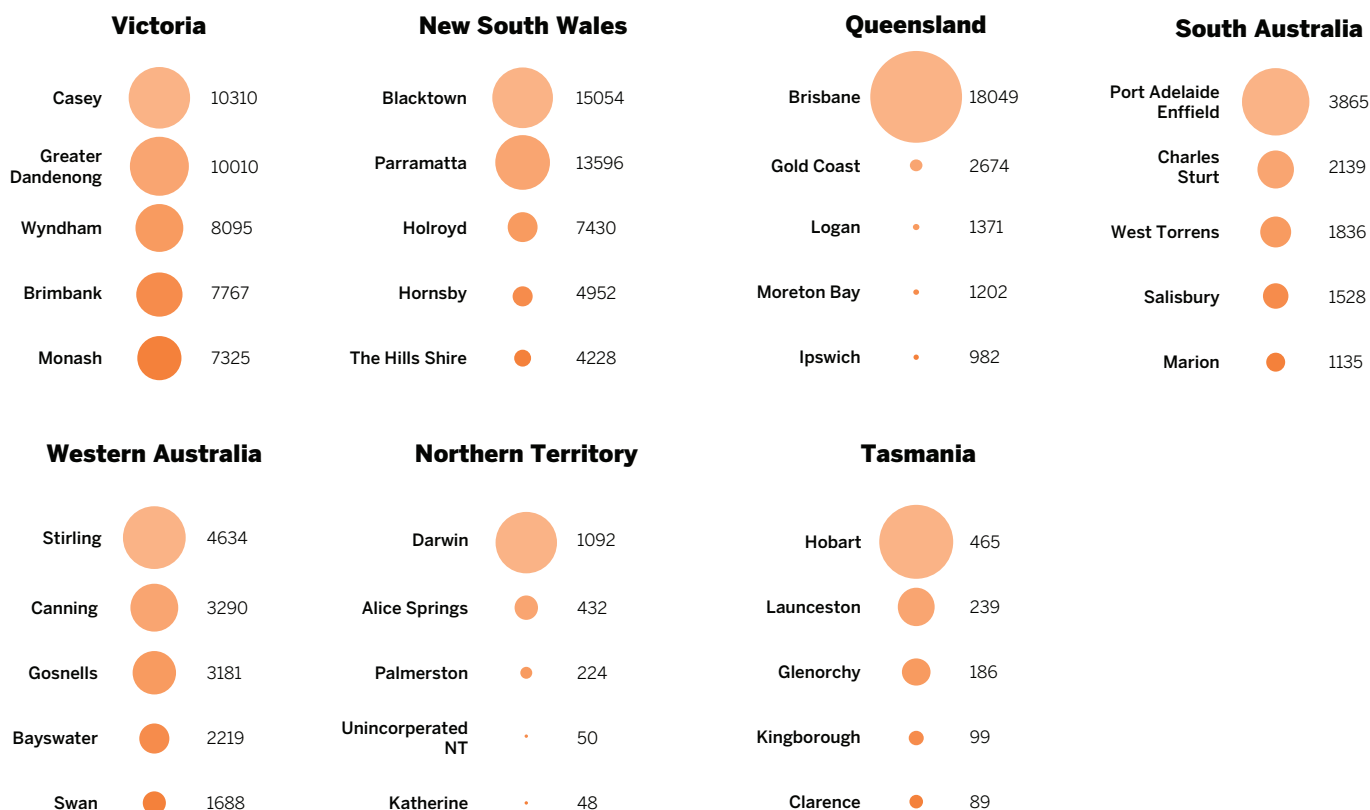 Victoria
Casey 10310
Greater
Dandenong 10010
Wyndham 8095
Brimbank 7767
Monash 7325
New South Wales
Blacktown 15054
Parramatta 13596
Holroyd 7430
Hornsby 4952
The Hills Shire 4228
Queensland
Brisbane 18049
Gold Coast 2674
Logan 1371
Moreton Bay 1202
Ipswich 982
South Australia
Port Adelaide
Enffield 3865
Charles
Sturt 2139
West Torrens 1836
Salisbury 1528
Marion 1135
Western Australia
Stirling 4634
Canning 3290
Gosnells 3181
Bayswater 2219
Swan 1688
Northern Territory
Darwin 1092
Alice Springs 432
Palmerston 224
Unincorperated
NT 50
Katherine 48
Tasmania
Hobart 465
Launceston 239
Glenorchy 186
Kingborough 99
Clarence 89